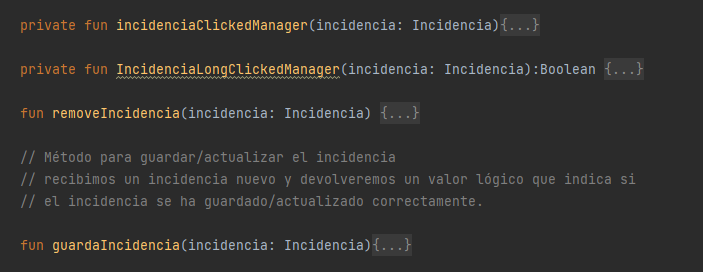 private fun incidenciaClickedManager(incidencia: Incidencia){...}
private fun IncidenciaLongClickedManager(incidencia: Incidencia):Boolean {...}
fun removeIncidencia(incidencia: Incidencia) {...}
// Método para guardar/actualizar el incidencia
// recibimos un incidencia nuevo y devolveremos un valor lógico que indica si
// el incidencia se ha guardado/actualizado correctamente.
fun guardaIncidencia(incidencia: Incidencia){...}